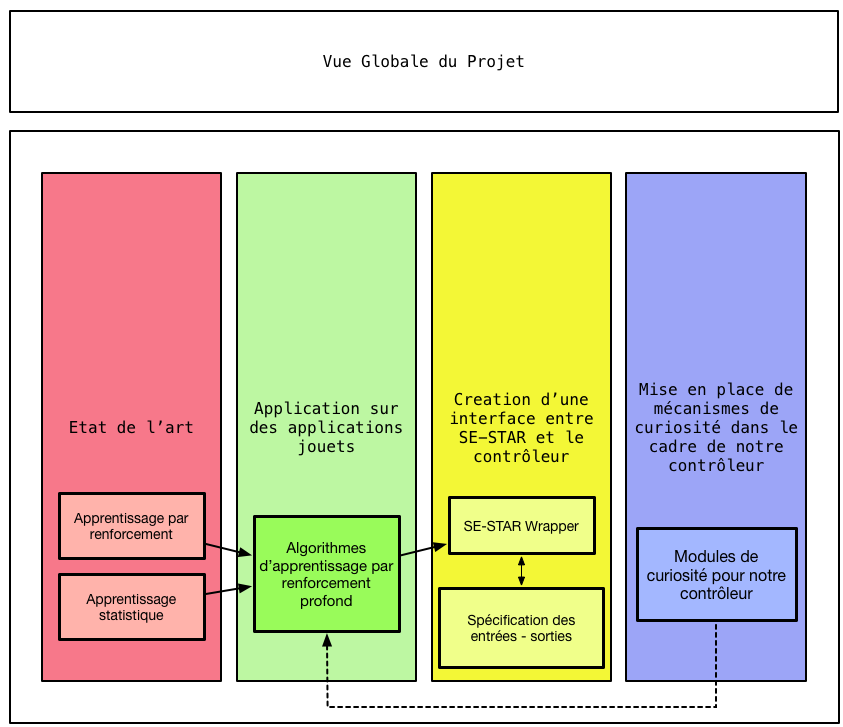 Vue Globale du Projet
Etat de l’art
Apprentissage par
renforcement
Apprentissage
statistique
Application sur
des applications
jouets
Algorithmes
d’apprentissage par
renforcement
profond
Creation d’une
interface entre
SE-STAR et le
contrôleur
SE-STAR Wrapper
Spécification des
entrées - sorties
Mise en place de
mécanismes de
curiosité dans le
cadre de notre
contrôleur
Modules de
curiosité pour notre
contrôleur